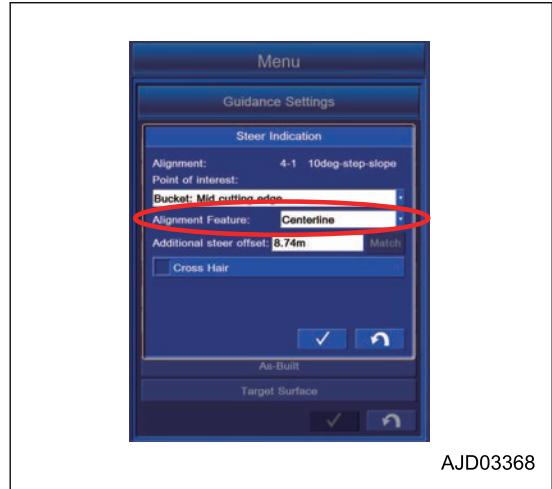 Menu
Guidance Settings
Steer Indication
Alignment: 4-1 10deg-step-slope
Point of interest:
Bucket: Mid cutting edge
Alignment Feature: Centerline
Additional steer offset: 8.74m Match
Cross Hair
As-Built
Target Surface
AJD03368